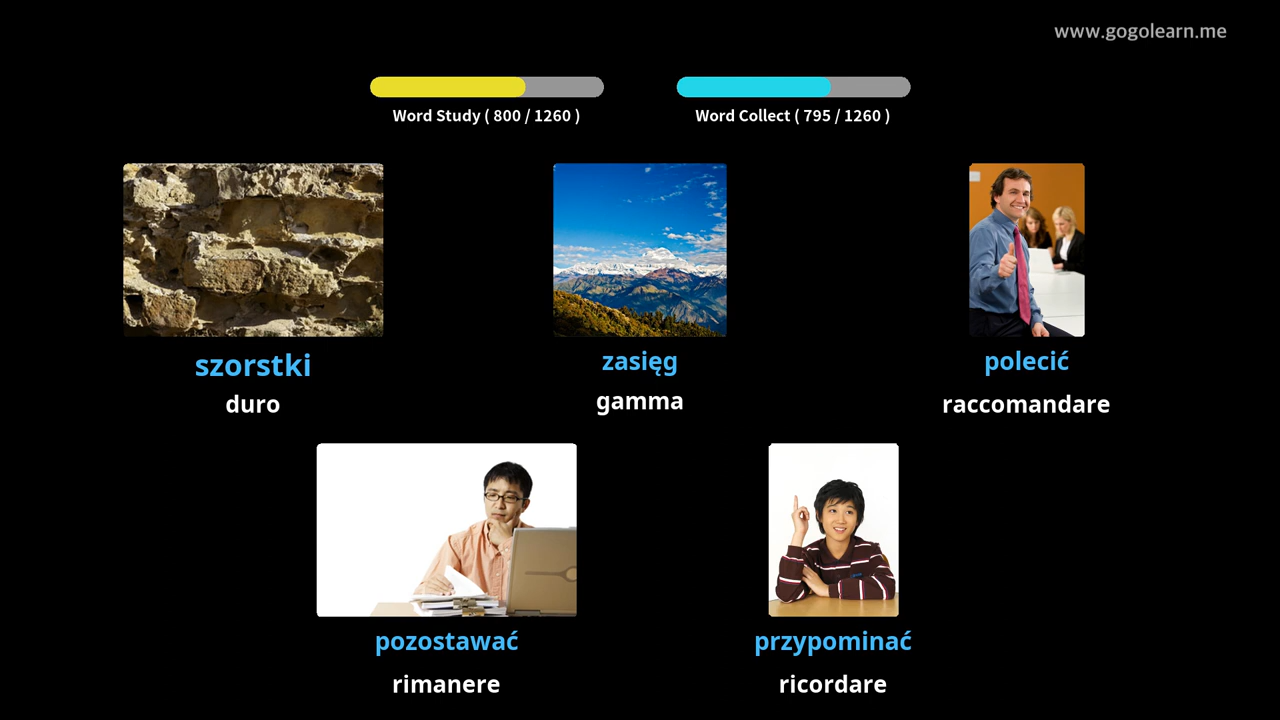 www.gogolearn.me
Word Study ( 800 / 1260 )
Word Collect ( 795 / 1260 )
szorstki
duro
zasięg
gamma
polecić
raccomandare
pozostawać
rimanere
przypominać
ricordare